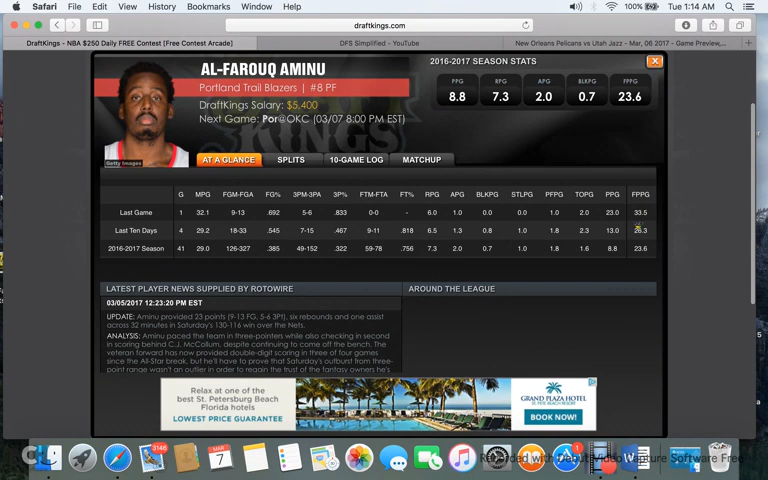 Safari File Edit View History Bookmarks Window Help
100%
Tue 1:14 AM
draftkings.com
DraftKings - NBA $250 Daily FREE Contest [Free Contest Arcade]
DFS Simplified - YouTube
New Orleans Pelicans vs Utah Jazz - Mar, 06 2017 - Game Preview,...
AL-FAROUQ AMINU
Portland Trail Blazers | #8 PF
DraftKings Salary: $5,400
Next Game: Por@OKC (03/07 8:00 PM EST)
Getty Images
2016-2017 SEASON STATS
PPG RPG APG BLKPG FPPG
8.8 7.3 2.0 0.7 23.6
AT A GLANCE SPLITS 10-GAME LOG MATCHUP
G MPG FGM-FGA FG% 3PM-3PA 3P% FTM-FTA FT% RPG APG BLKPG STLPG PFPG TOPG PPG FPPG
Last Game 1 32.1 9-13 .692 5-6 .833 0-0 - 6.0 1.0 0.0 0.0 1.0 2.0 23.0 33.5
Last Ten Days 4 29.2 18-33 .545 7-15 .467 9-11 .818 6.5 1.3 0.8 1.0 1.8 2.3 13.0
2016-2017 Season 41 29.0 126-327 .385 49-152 .322 59-78 .756 7.3 2.0 0.7 1.0 1.8 1.6 8.8 23.6
LATEST PLAYER NEWS SUPPLIED BY ROTOWIRE
AROUND THE LEAGUE
03/05/2017 12:23:20 PM EST
UPDATE: Aminu provided 23 points (9-13 FG, 5-6 3Pt), six rebounds and one assist
across 32 minutes in Saturday's 130-116 win over the Nets.
ANALYSIS: Aminu paced the team in three-pointers while also checking in second
in scoring behind C.J. McCollum, despite continuing to come off the bench. The
veteran forward has now provided double-digit scoring in three of four games
since the All-Star break, but he'll have to prove that Saturday's outburst from three-
point range wasn't an outlier in order to regain the trust of the fantasy owners he's
Relax at one of the
best St. Petersburg Beach
Florida hotels
LOWEST PRICE GUARANTEE
GRAND PLAZA HOTEL
ST. PETE BEACH RESORT
BOOK NOW!
3146
MAR
7
1
Recorded with Debut Video Capture Software Free